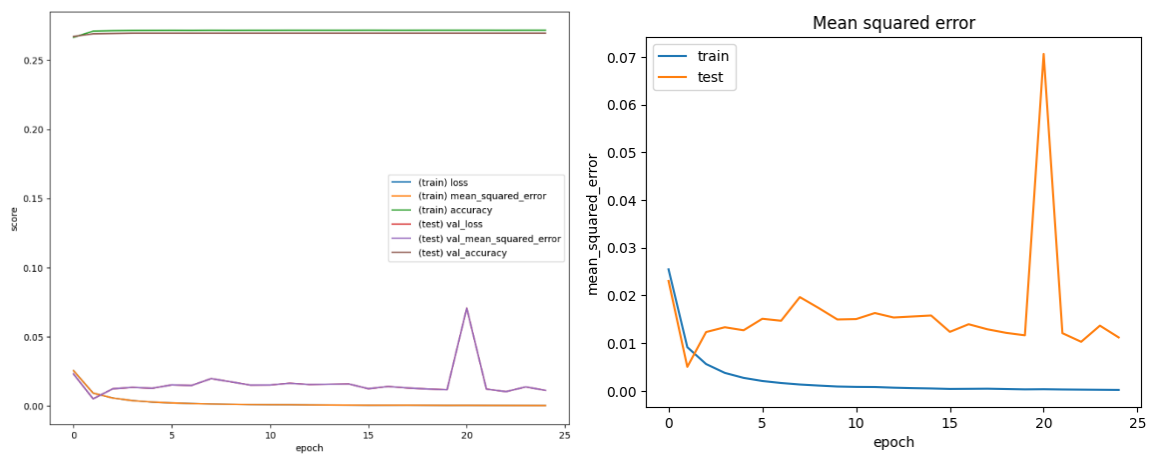 0.25
0.20
0.15
0.10
0.05
0.00
score
0
5
10
15
20
25
epoch
(train) loss
(train) mean_squared_error
(train) accuracy
(test) val_loss
(test) val_mean_squared_error
(test) val_accuracy
Mean squared error
train
test
0.07
0.06
0.05
0.04
0.03
0.02
0.01
0.00
mean_squared_error
0
5
10
15
20
25
epoch